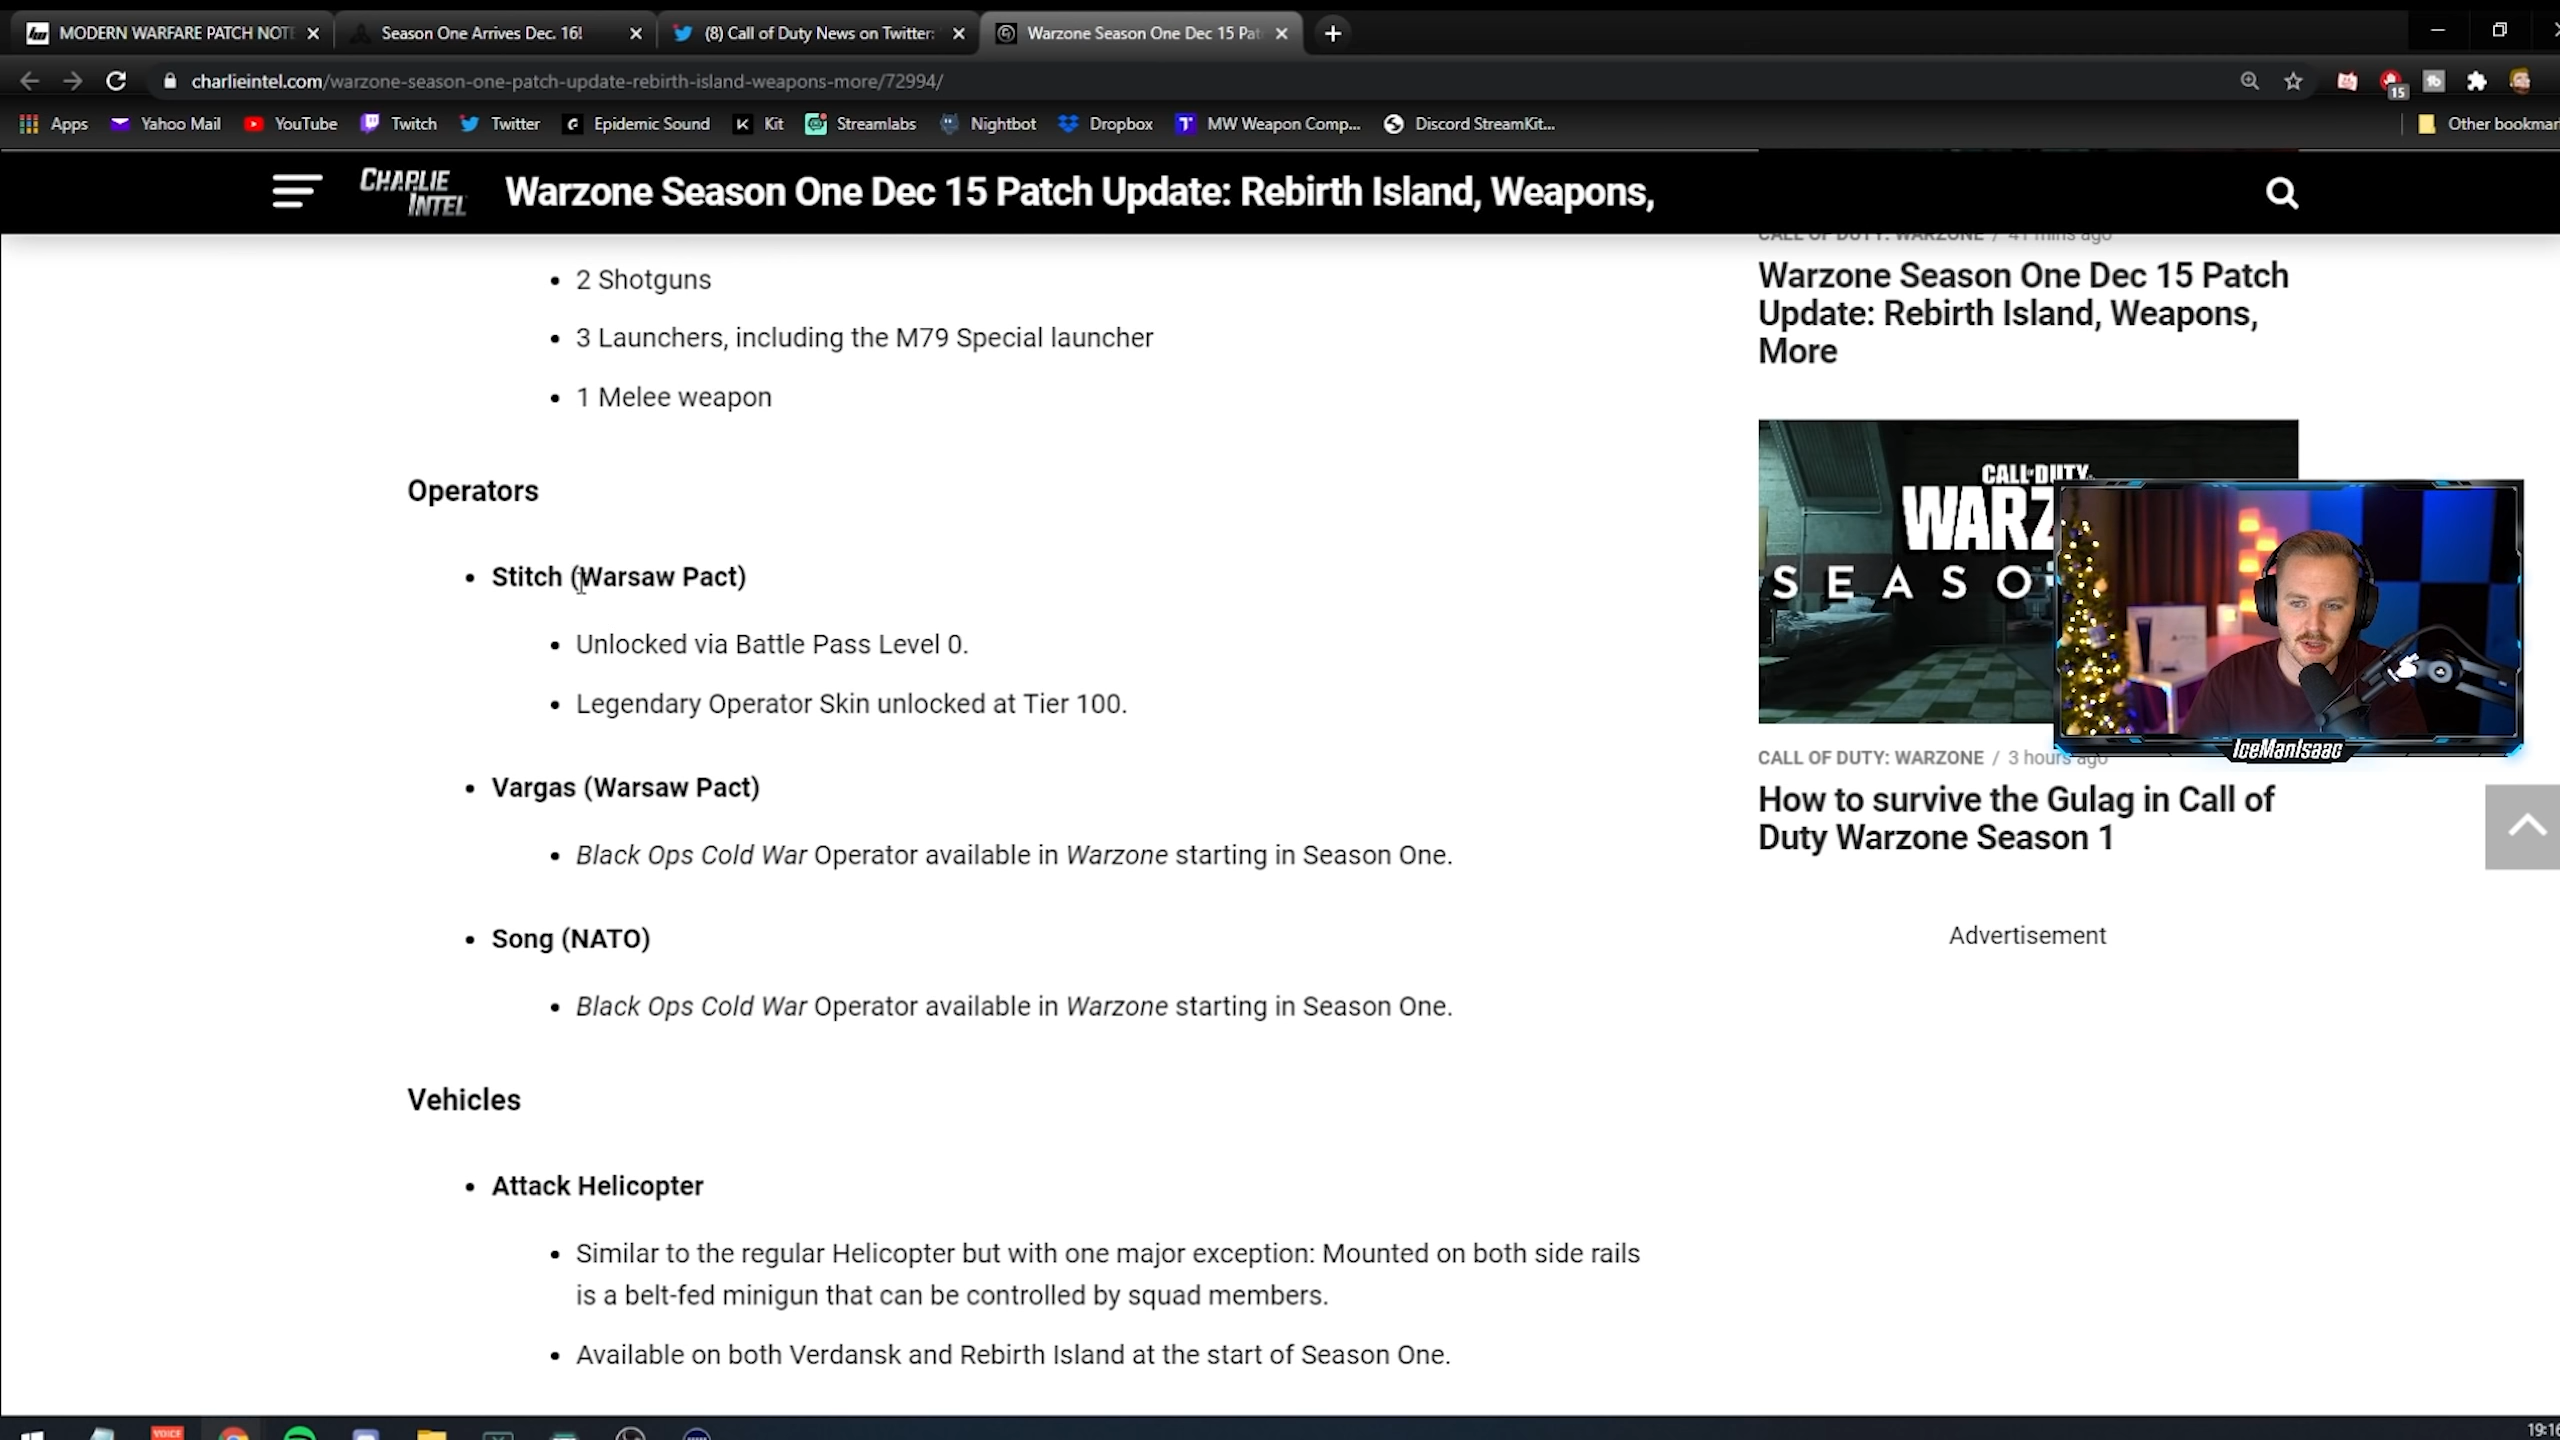 MODERN WARFARE PATCH NOT
Season One Arrives Dec. 16!
(8) Call of Duty News on Twitter:
Warzone Season One Dec 15 Pat
charlieintel.com/warzone-season-one-patch-update-rebirth-island-weapons-more/72994/
15
Apps
Yahoo Mail
YouTube
Twitch
Twitter
Epidemic Sound
Kit
Streamlabs
Nightbot
Dropbox
MW Weapon Comp...
Discord StreamKit...
Other bookmar
CHARLIE
INTEL
Warzone Season One Dec 15 Patch Update: Rebirth Island, Weapons,
• 2 Shotguns
• 3 Launchers, including the M79 Special launcher
• 1 Melee weapon
Operators
• Stitch (Warsaw Pact)
• Unlocked via Battle Pass Level 0.
• Legendary Operator Skin unlocked at Tier 100.
• Vargas (Warsaw Pact)
• Black Ops Cold War Operator available in Warzone starting in Season One.
• Song (NATO)
• Black Ops Cold War Operator available in Warzone starting in Season One.
Vehicles
• Attack Helicopter
• Similar to the regular Helicopter but with one major exception: Mounted on both side rails
is a belt-fed minigun that can be controlled by squad members.
• Available on both Verdansk and Rebirth Island at the start of Season One.
CALL OF DUTY: WARZONE / 41 mins ago
Warzone Season One Dec 15 Patch
Update: Rebirth Island, Weapons,
More
CALL OF DUTY
WARZ
SEASO
IceManIsaac
CALL OF DUTY: WARZONE / 3 hours ago
How to survive the Gulag in Call of
Duty Warzone Season 1
Advertisement
VOICE
19:16